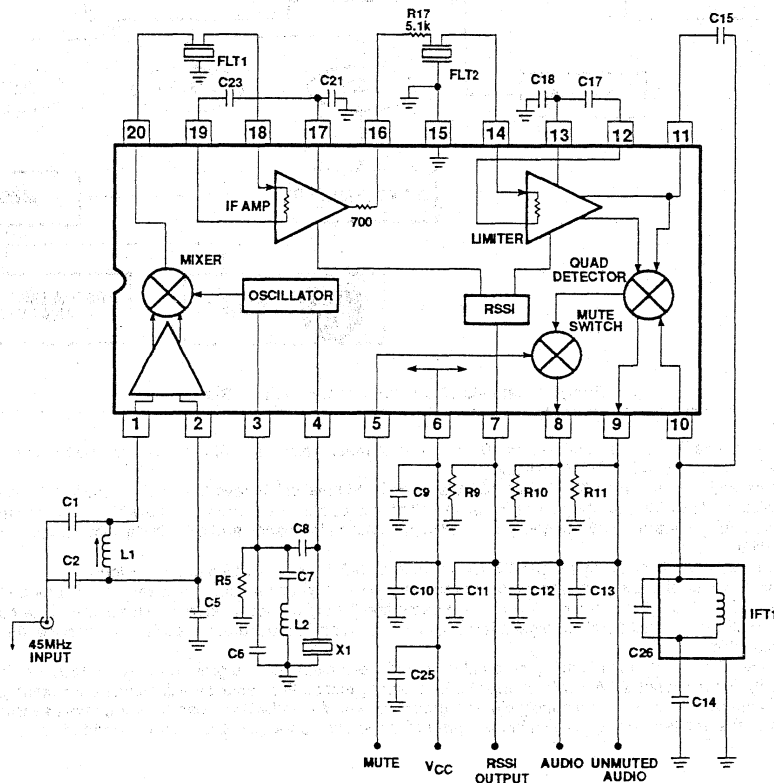 R17
5.1k
C15
FLT1
FLT2
C23
C21
C18
C17
20
19
18
17
16
15
14
13
12
11
IF AMP
700
LIMITER
MIXER
QUAD
DETECTOR
OSCILLATOR
RSSI
MUTE
SWITCH
1
2
3
4
5
6
7
8
9
10
C1
C2
L1
C5
45MHz
INPUT
R5
C6
C8
C7
L2
X1
C9
R9
R10
R11
C10
C11
C12
C13
C25
C26
IFT1
C14
MUTE
VCC
RSSI
OUTPUT
AUDIO
UNMUTED
AUDIO